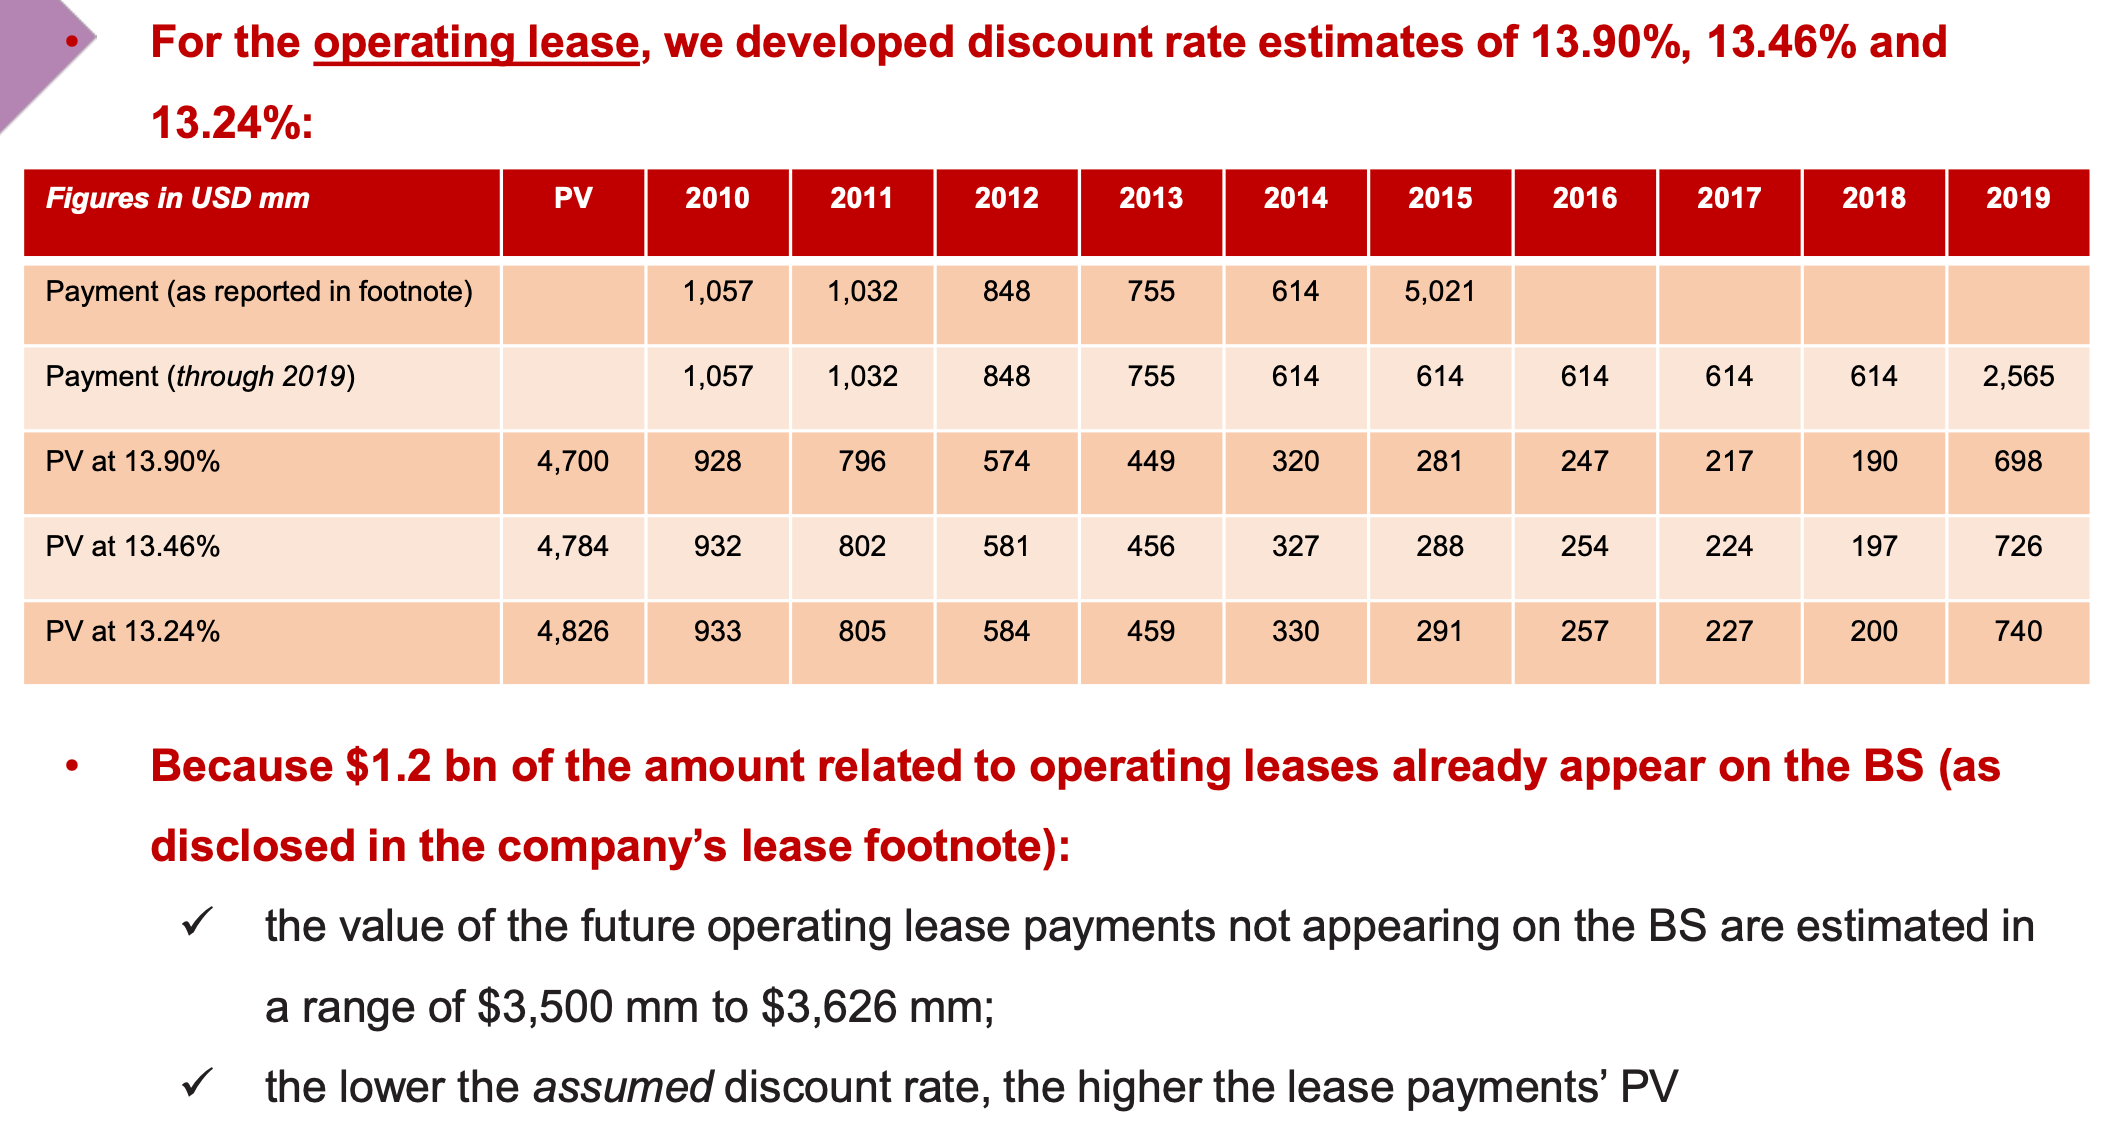 • For the operating lease, we developed discount rate estimates of 13.90%, 13.46% and
13.24%:
Figures in USD mm PV 2010 2011 2012 2013 2014 2015 2016 2017 2018 2019
Payment (as reported in footnote) 1,057 1,032 848 755 614 5,021
Payment (through 2019) 1,057 1,032 848 755 614 614 614 614 614 2,565
PV at 13.90% 4,700 928 796 574 449 320 281 247 217 190 698
PV at 13.46% 4,784 932 802 581 456 327 288 254 224 197 726
PV at 13.24% 4,826 933 805 584 459 330 291 257 227 200 740
• Because $1.2 bn of the amount related to operating leases already appear on the BS (as
disclosed in the company’s lease footnote):
✓ the value of the future operating lease payments not appearing on the BS are estimated in
a range of $3,500 mm to $3,626 mm;
✓ the lower the assumed discount rate, the higher the lease payments’ PV